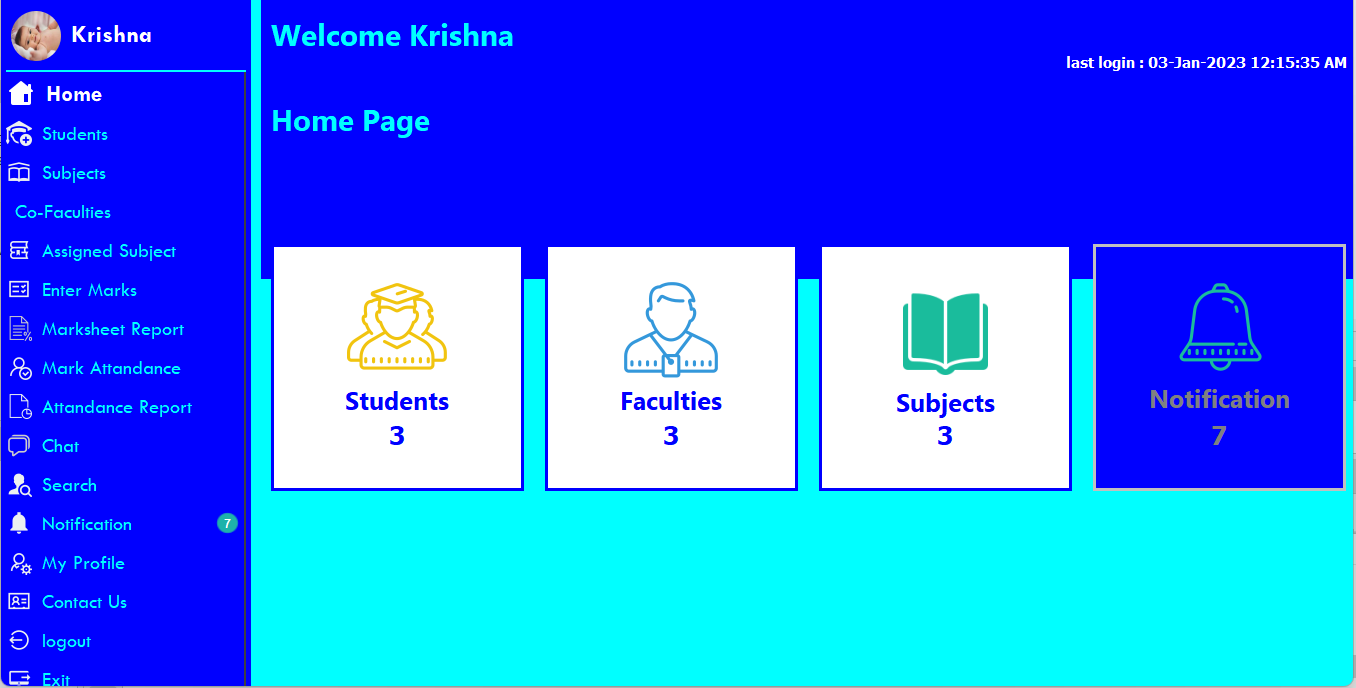 Krishna
Home
Students
Subjects
Co-Faculties
Assigned Subject
Enter Marks
Marksheet Report
Mark Attandance
Attandance Report
Chat
Search
Notification 7
My Profile
Contact Us
logout
Exit
Welcome Krishna
last login : 03-Jan-2023 12:15:35 AM
Home Page
Students
3
Faculties
3
Subjects
3
Notification
7